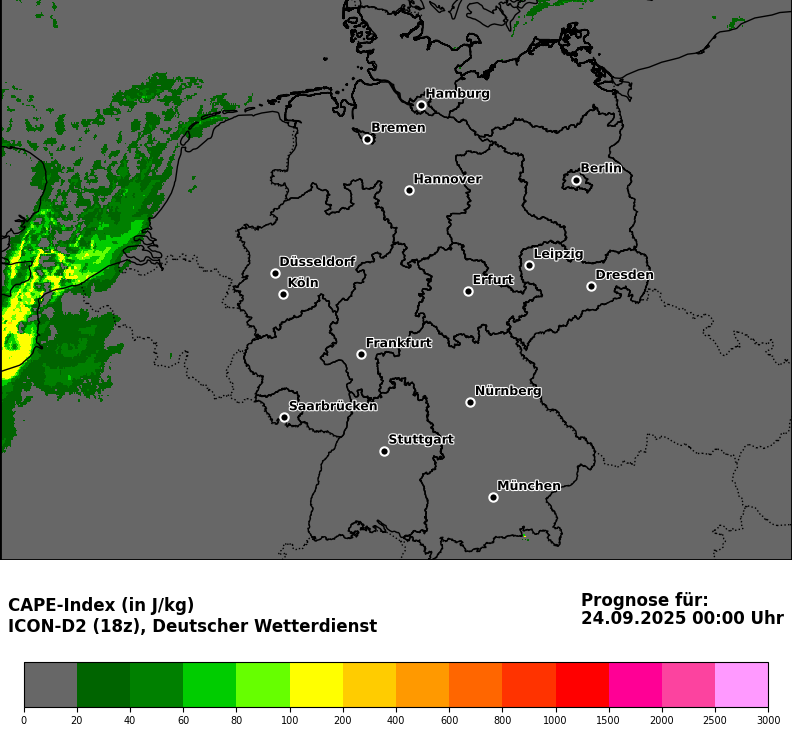 Hamburg
Bremen
Berlin
Hannover
Leipzig
Düsseldorf
Dresden
Erfurt
Köln
Frankfurt
Nürnberg
Saarbrücken
Stuttgart
München
CAPE-Index (in J/kg)
ICON-D2 (18z), Deutscher Wetterdienst
Prognose für:
24.09.2025 00:00 Uhr
0 20 40 60 80 100 200 400 600 800 1000 1500 2000 2500 3000